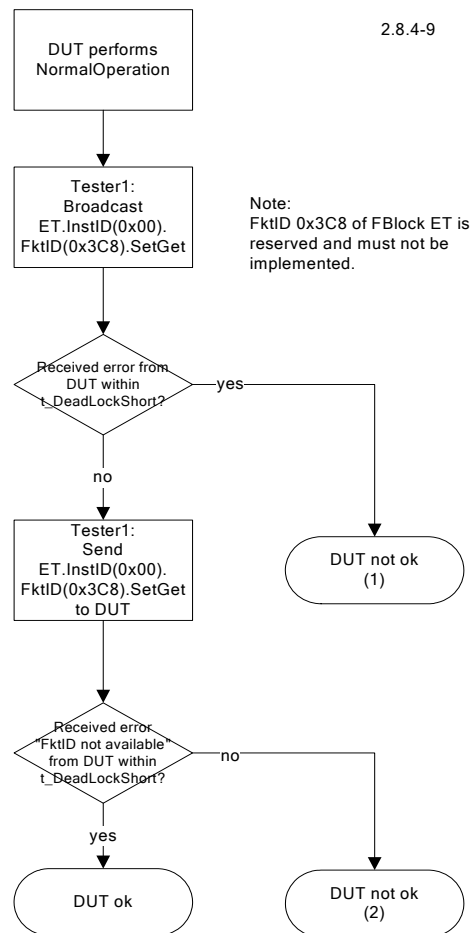 2.8.4-9
DUT performs
NormalOperation
Tester1:
Broadcast
ET.InstID(0x00).
FktID(0x3C8).SetGet
Note:
FktID 0x3C8 of FBlock ET is
reserved and must not be
implemented.
Received error from
DUT within
t_DeadLockShort?
yes
no
DUT not ok
(1)
Tester1:
Send
ET.InstID(0x00).
FktID(0x3C8).SetGet
to DUT
Received error
"FktID not available"
from DUT within
t_DeadLockShort?
no
yes
DUT ok
DUT not ok
(2)